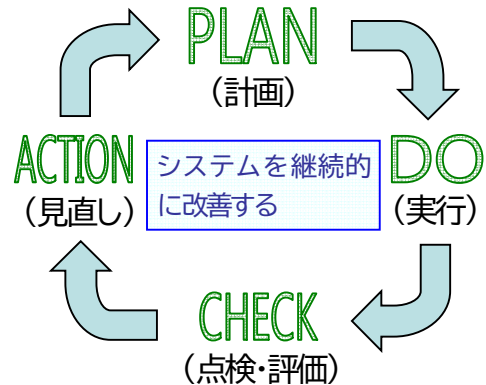 PLAN
(計画)
ACTION
(見直し)
システムを継続的
に改善する
DO
(実行)
CHECK
(点検・評価)